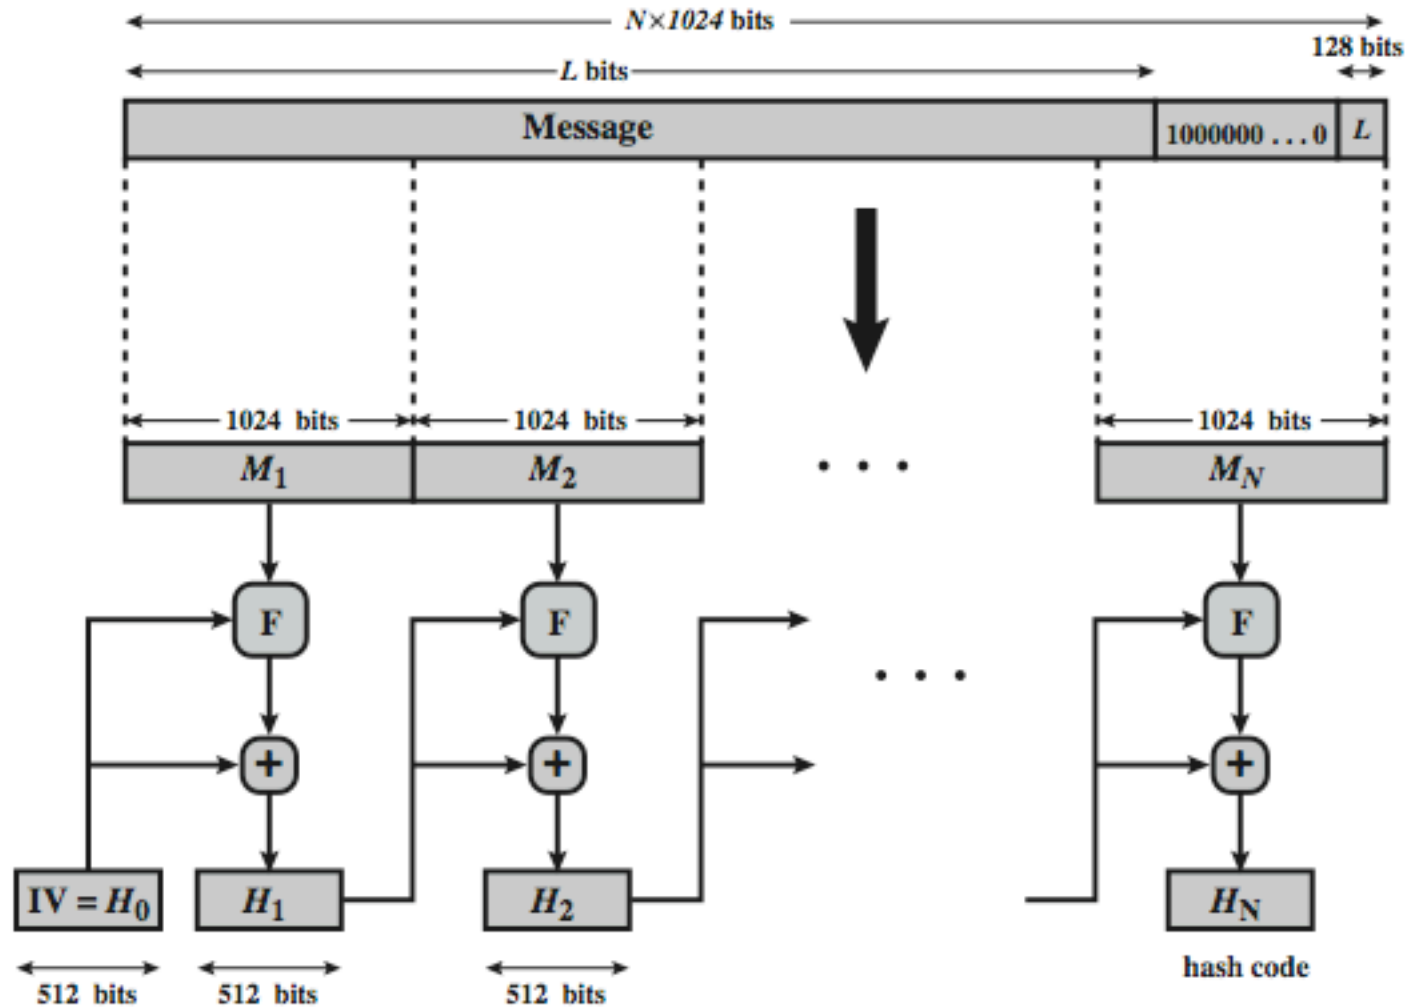 N×1024 bits
128 bits
L bits
Message
1000000 . . . 0
L
1024 bits
1024 bits
1024 bits
M1
M2
. . .
MN
F
F
F
. . .
+
+
+
IV = H0
H1
H2
HN
hash code
512 bits
512 bits
512 bits